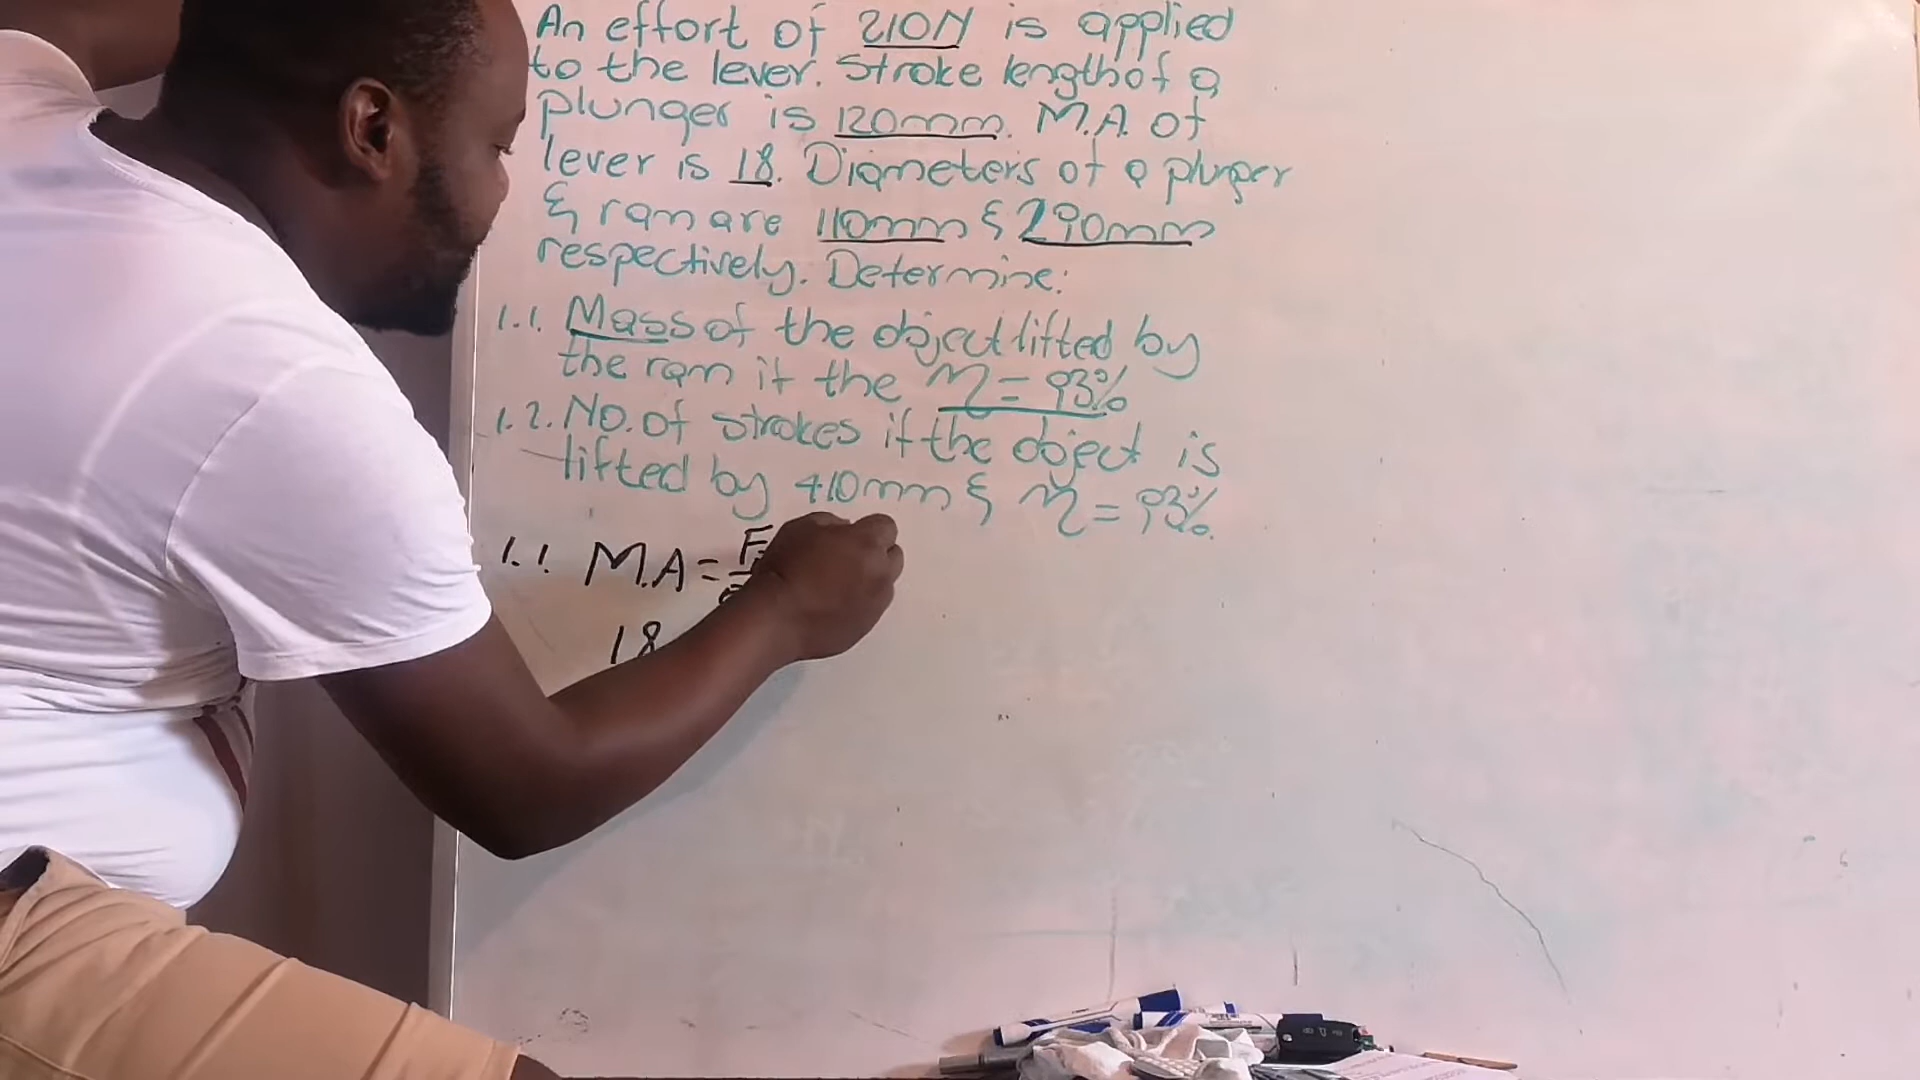 An effort of 210N is applied
to the lever. Stroke length of a
plunger is 120mm. M.A. of
lever is 18. Diameters of a plunger
& ram are 110mm & 290mm
respectively. Determine:
1.1. Mass of the object lifted by
the ram if the η = 93%
1.2. No. of strokes if the object is
lifted by 410mm & η = 93%.
1.1. M.A =
18